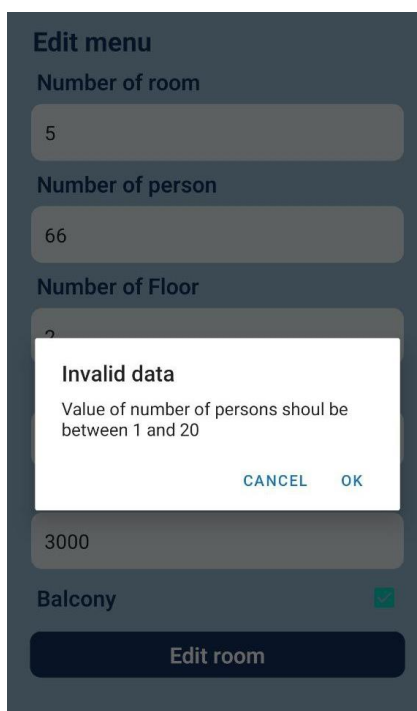 Edit menu
Number of room
5
Number of person
66
Number of Floor
2
Invalid data
Value of number of persons shoul be
between 1 and 20
CANCEL OK
3000
Balcony
Edit room